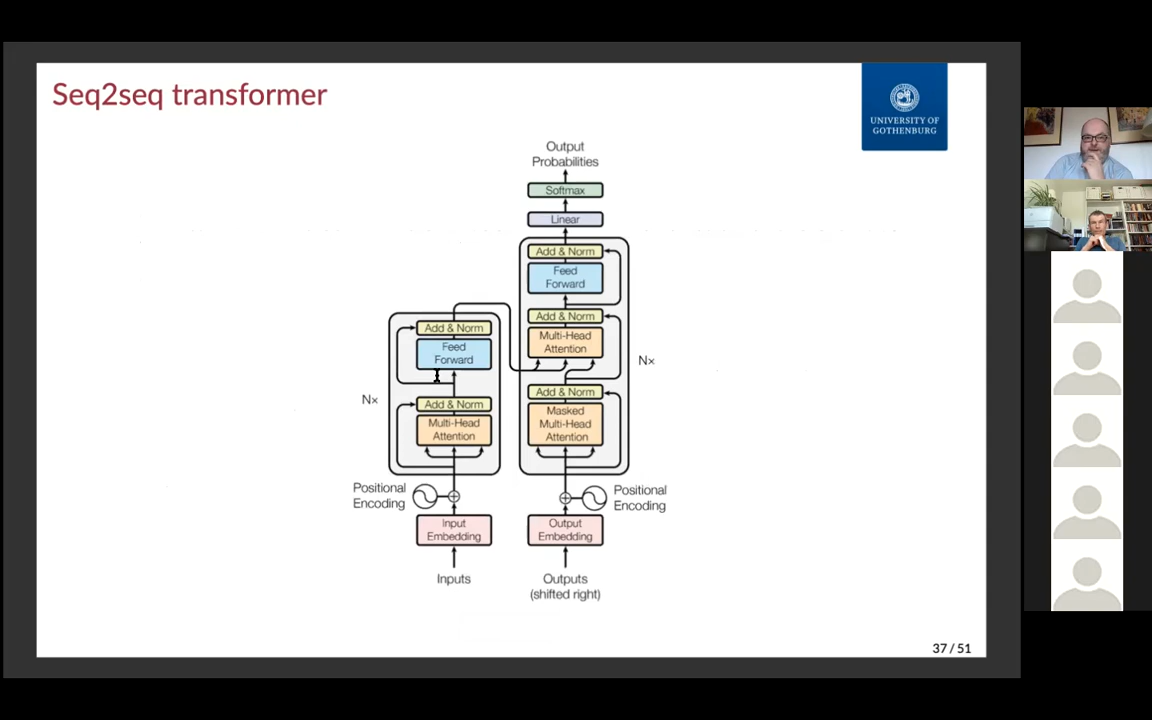 Seq2seq transformer
UNIVERSITY OF
GOTHENBURG
Output
Probabilities
Softmax
Linear
Add & Norm
Feed
Forward
Add & Norm
Multi-Head
Attention
Add & Norm
Masked
Multi-Head
Attention
Nx
Add & Norm
Feed
Forward
Add & Norm
Multi-Head
Attention
Nx
Positional
Encoding
Positional
Encoding
Input
Embedding
Output
Embedding
Inputs
Outputs
(shifted right)
37 / 51